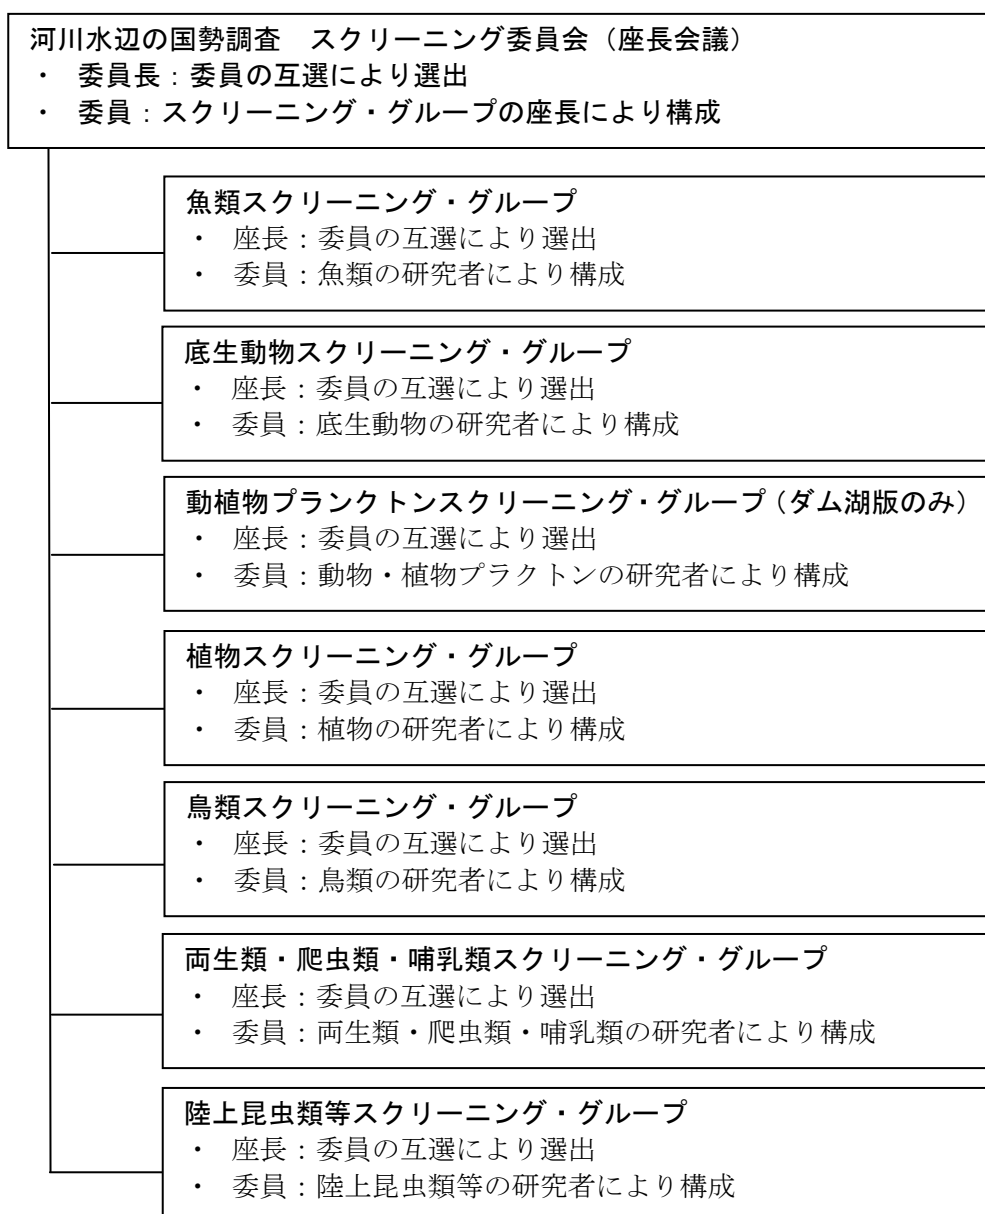 河川水辺の国勢調査　スクリーニング委員会（座長会議）
・ 委員長：委員の互選により選出
・ 委員：スクリーニング・グループの座長により構成
魚類スクリーニング・グループ
・ 座長：委員の互選により選出
・ 委員：魚類の研究者により構成
底生動物スクリーニング・グループ
・ 座長：委員の互選により選出
・ 委員：底生動物の研究者により構成
動植物プランクトンスクリーニング・グループ（ダム湖版のみ）
・ 座長：委員の互選により選出
・ 委員：動物・植物プラクトンの研究者により構成
植物スクリーニング・グループ
・ 座長：委員の互選により選出
・ 委員：植物の研究者により構成
鳥類スクリーニング・グループ
・ 座長：委員の互選により選出
・ 委員：鳥類の研究者により構成
両生類・爬虫類・哺乳類スクリーニング・グループ
・ 座長：委員の互選により選出
・ 委員：両生類・爬虫類・哺乳類の研究者により構成
陸上昆虫類等スクリーニング・グループ
・ 座長：委員の互選により選出
・ 委員：陸上昆虫類等の研究者により構成